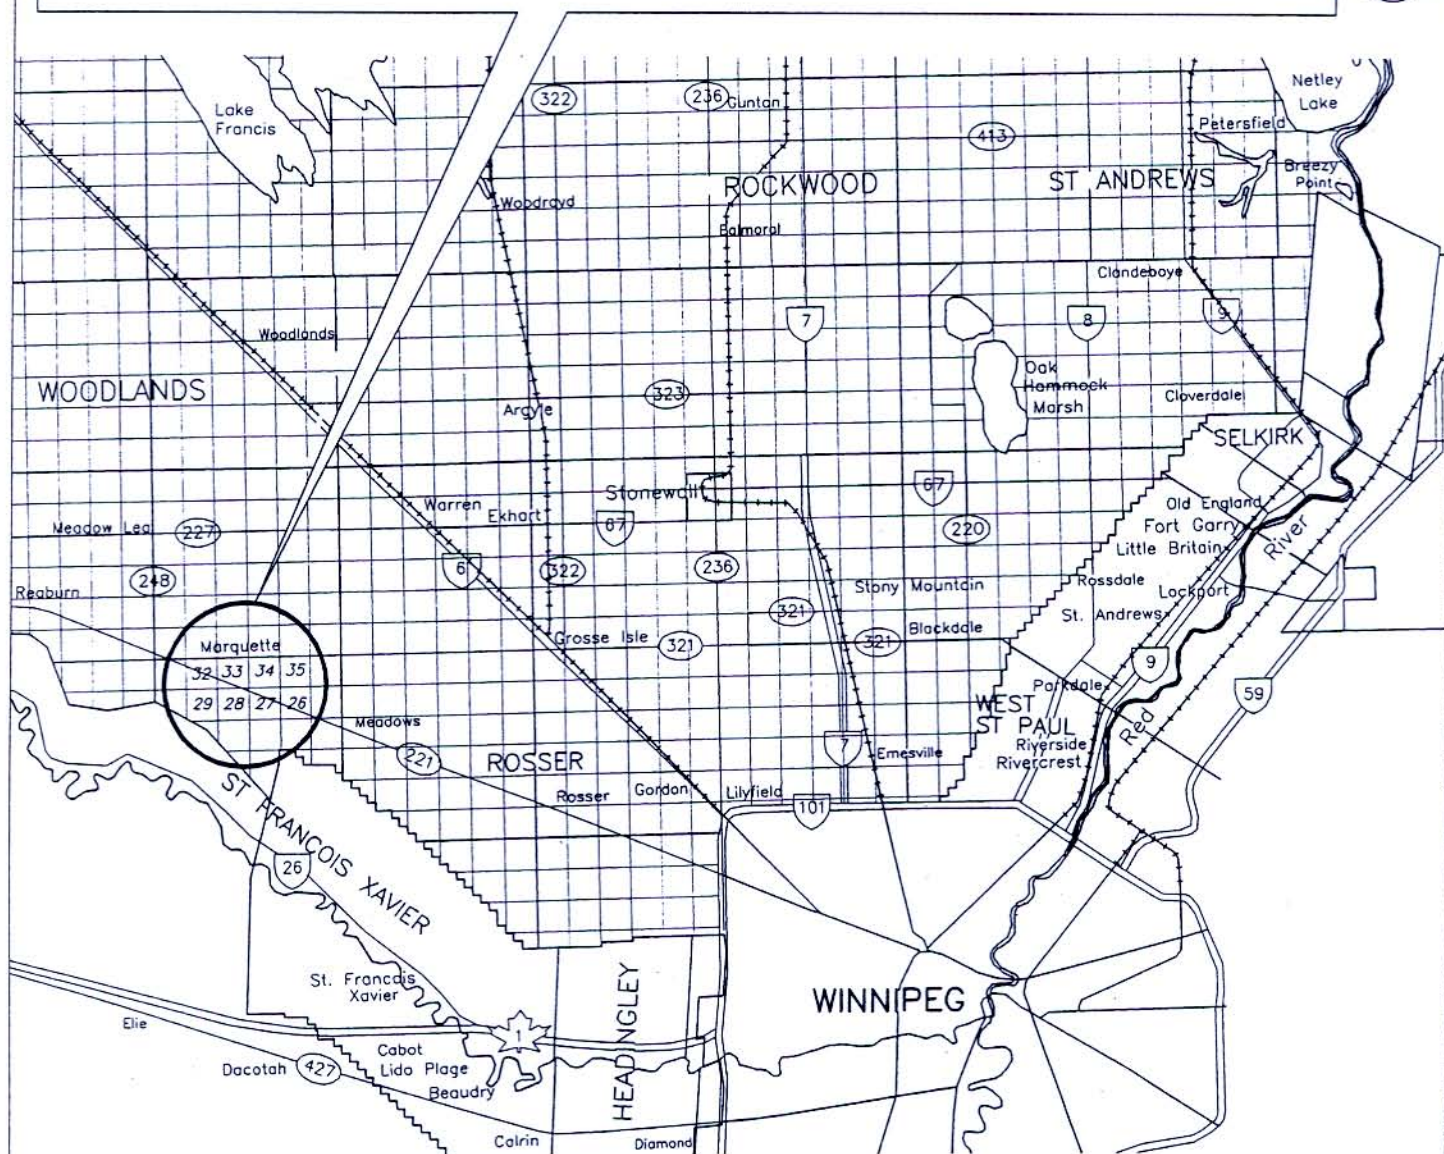 Lake
Francis
322
236
Guntan
413
Netley
Lake
Petersfield
Breezy
Point
ROCKWOOD
ST ANDREWS
Woodroyd
Balmoral
Clandeboye
7
8
9
Woodlands
WOODLANDS
Oak
Hammock
Marsh
Argyle
323
Cloverdale
SELKIRK
Stonewall
Warren
Ekhart
67
67
Meadow Lea
227
220
Old England
Fort Garry
Little Britain
River
248
6
322
236
Reaburn
Stony Mountain
Rossdale
Lockport
321
St. Andrews
Grosse Isle
321
321
Blackdale
Marquette
32 33 34 35
29 28 27 26
9
59
Parkdale
WEST
ST PAUL
Red
Riverside
Rivercrest
Meadows
221
ROSSER
7
Emesville
Rosser
Gordon
Lilyfield
101
ST FRANCOIS XAVIER
26
St. Francois
Xavier
HEADINGLEY
WINNIPEG
Elie
1
Cabot
Lido Plage
Beaudry
Dacotah
427
Calrin
Diamond